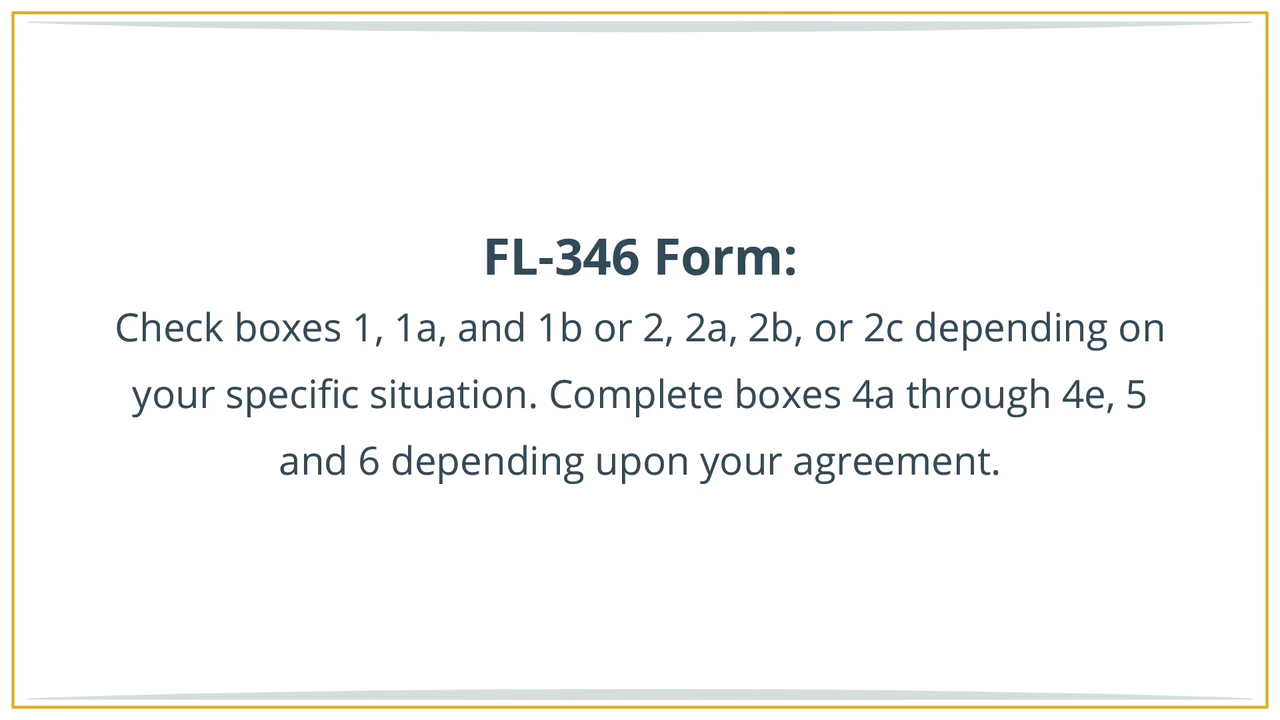 FL-346 Form:
Check boxes 1, 1a, and 1b or 2, 2a, 2b, or 2c depending on
your specific situation. Complete boxes 4a through 4e, 5
and 6 depending upon your agreement.